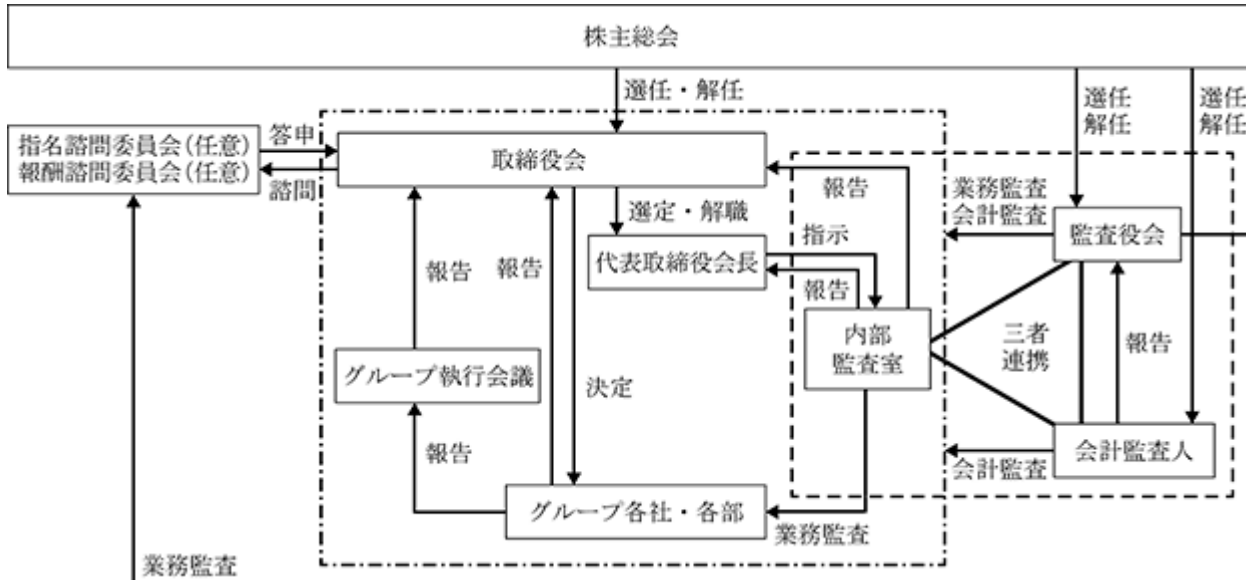 株主総会
選任・解任
選任
解任
選任
解任
指名諮問委員会(任意)
報酬諮問委員会(任意)
答申
諮問
取締役会
報告
業務監査
会計監査
監査役会
選定・解職
代表取締役会長
指示
報告
報告
報告
内部
監査室
三者
連携
報告
グループ執行会議
決定
報告
会計監査
会計監査人
グループ各社・各部
業務監査
業務監査